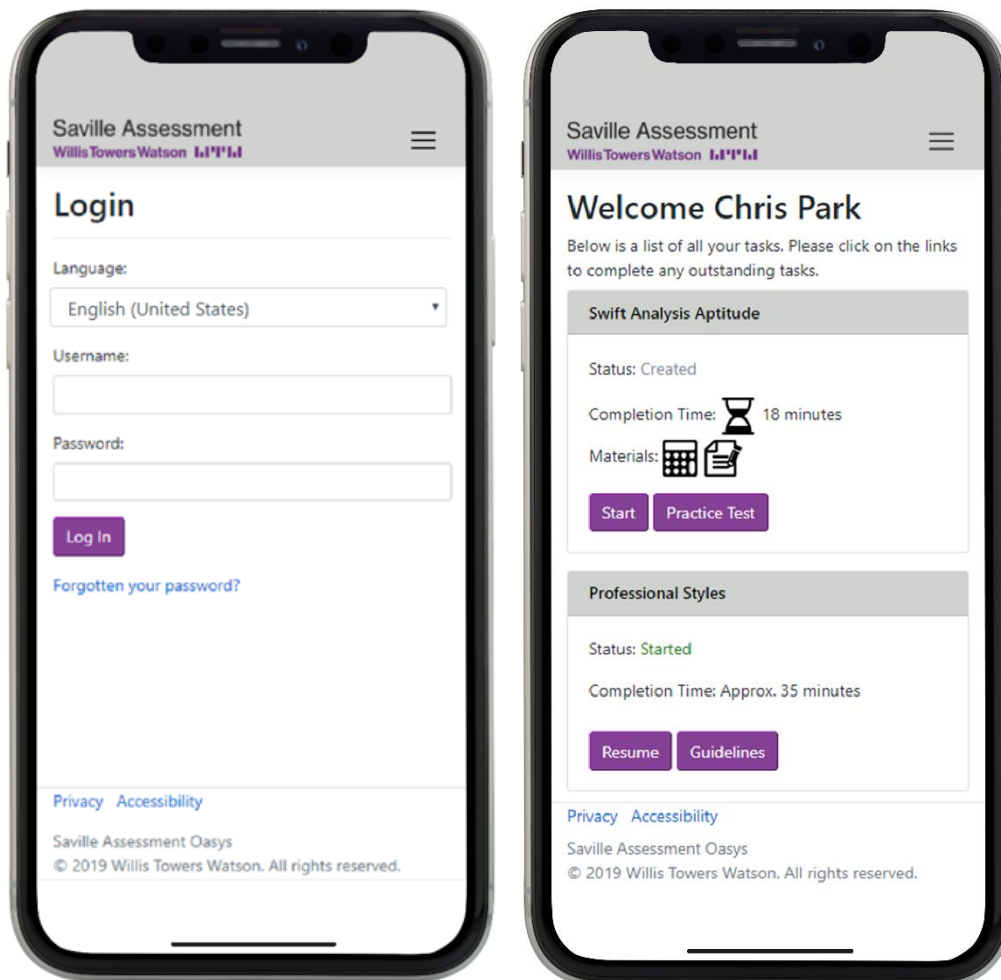 Saville Assessment
Willis Towers Watson
Login
Language:
English (United States)
Username:
Password:
Log In
Forgotten your password?
Privacy Accessibility
Saville Assessment Oasys
© 2019 Willis Towers Watson. All rights reserved.
Saville Assessment
Willis Towers Watson
Welcome Chris Park
Below is a list of all your tasks. Please click on the links
to complete any outstanding tasks.
Swift Analysis Aptitude
Status: Created
Completion Time: 18 minutes
Materials:
Start Practice Test
Professional Styles
Status: Started
Completion Time: Approx. 35 minutes
Resume Guidelines
Privacy Accessibility
Saville Assessment Oasys
© 2019 Willis Towers Watson. All rights reserved.